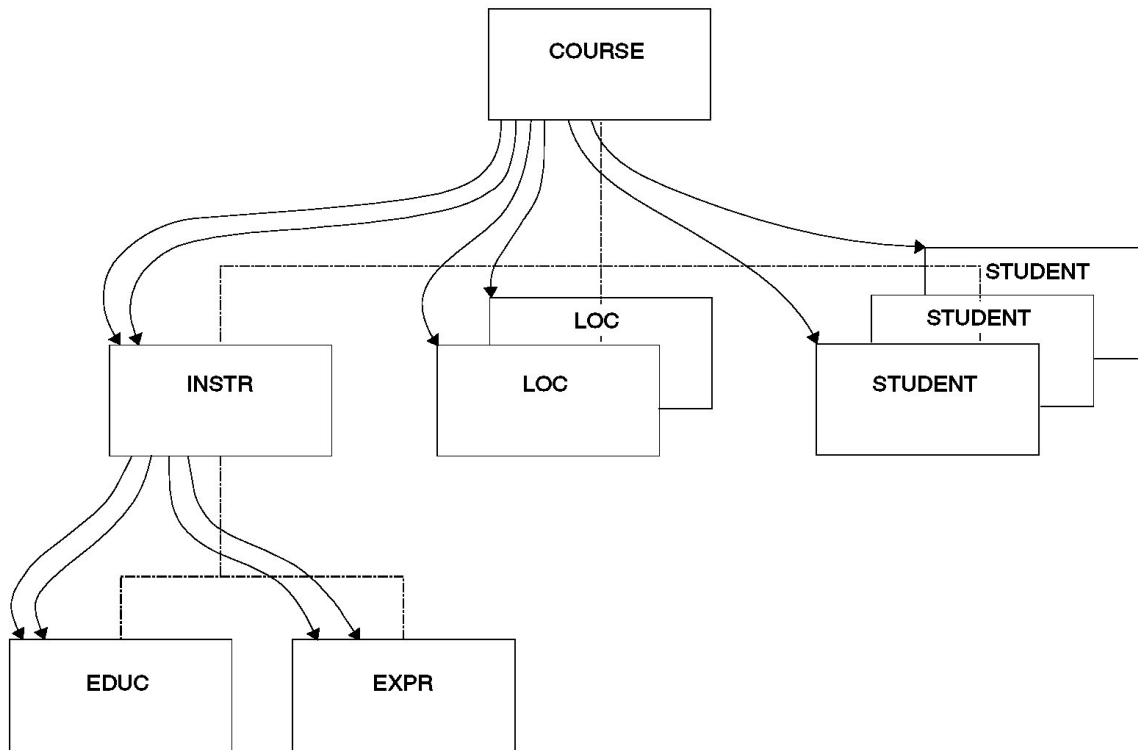 COURSE
STUDENT
STUDENT
LOC
INSTR
LOC
STUDENT
EDUC
EXPR